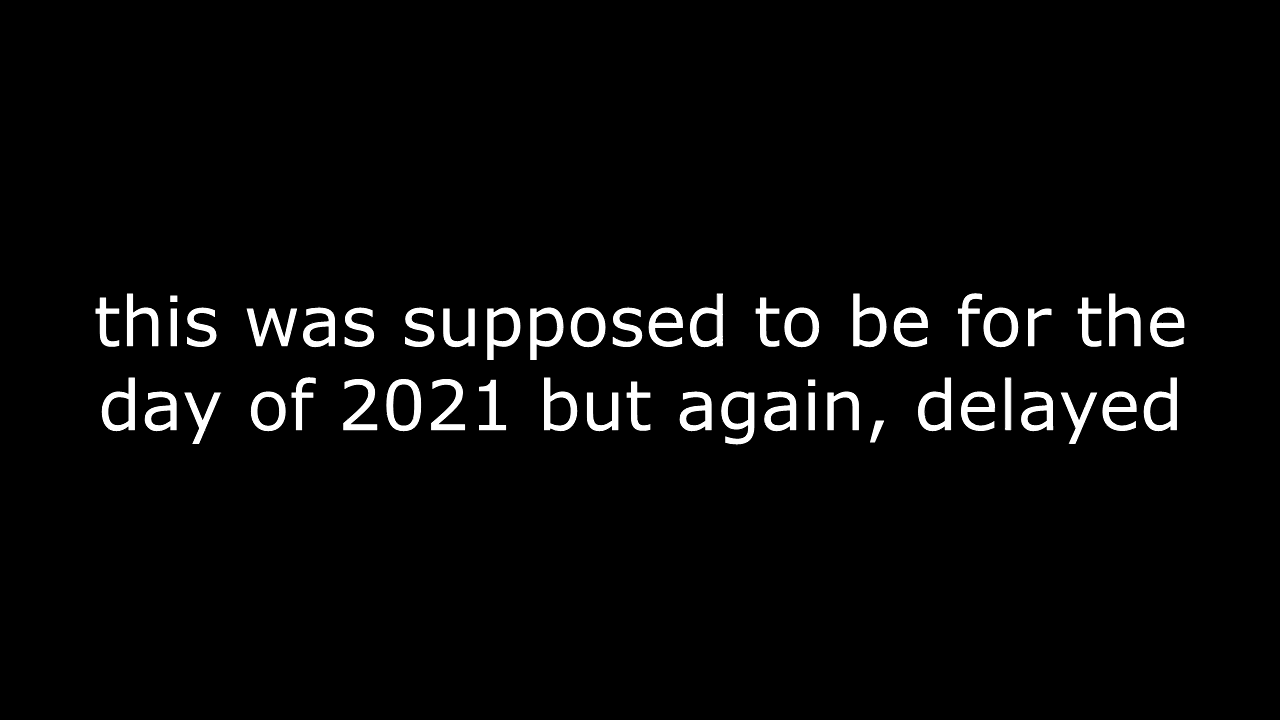 this was supposed to be for the
day of 2021 but again, delayed